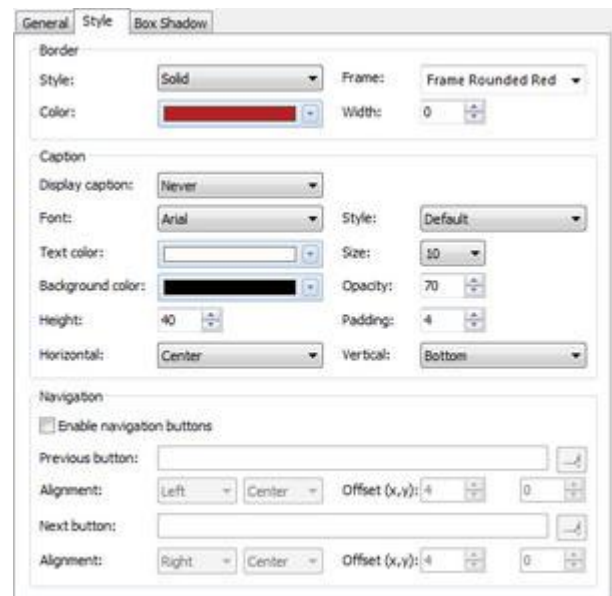 General Style Box Shadow
Border
Style: Solid Frame: Frame Rounded Red
Color: Width: 0
Caption
Display caption: Never
Font: Arial Style: Default
Text color: Size: 10
Background color: Opacity: 70
Height: 40 Padding: 4
Horizontal: Center Vertical: Bottom
Navigation
Enable navigation buttons
Previous button:
Alignment: Left Center Offset (x,y): 4 0
Next button:
Alignment: Right Center Offset (x,y): 4 0